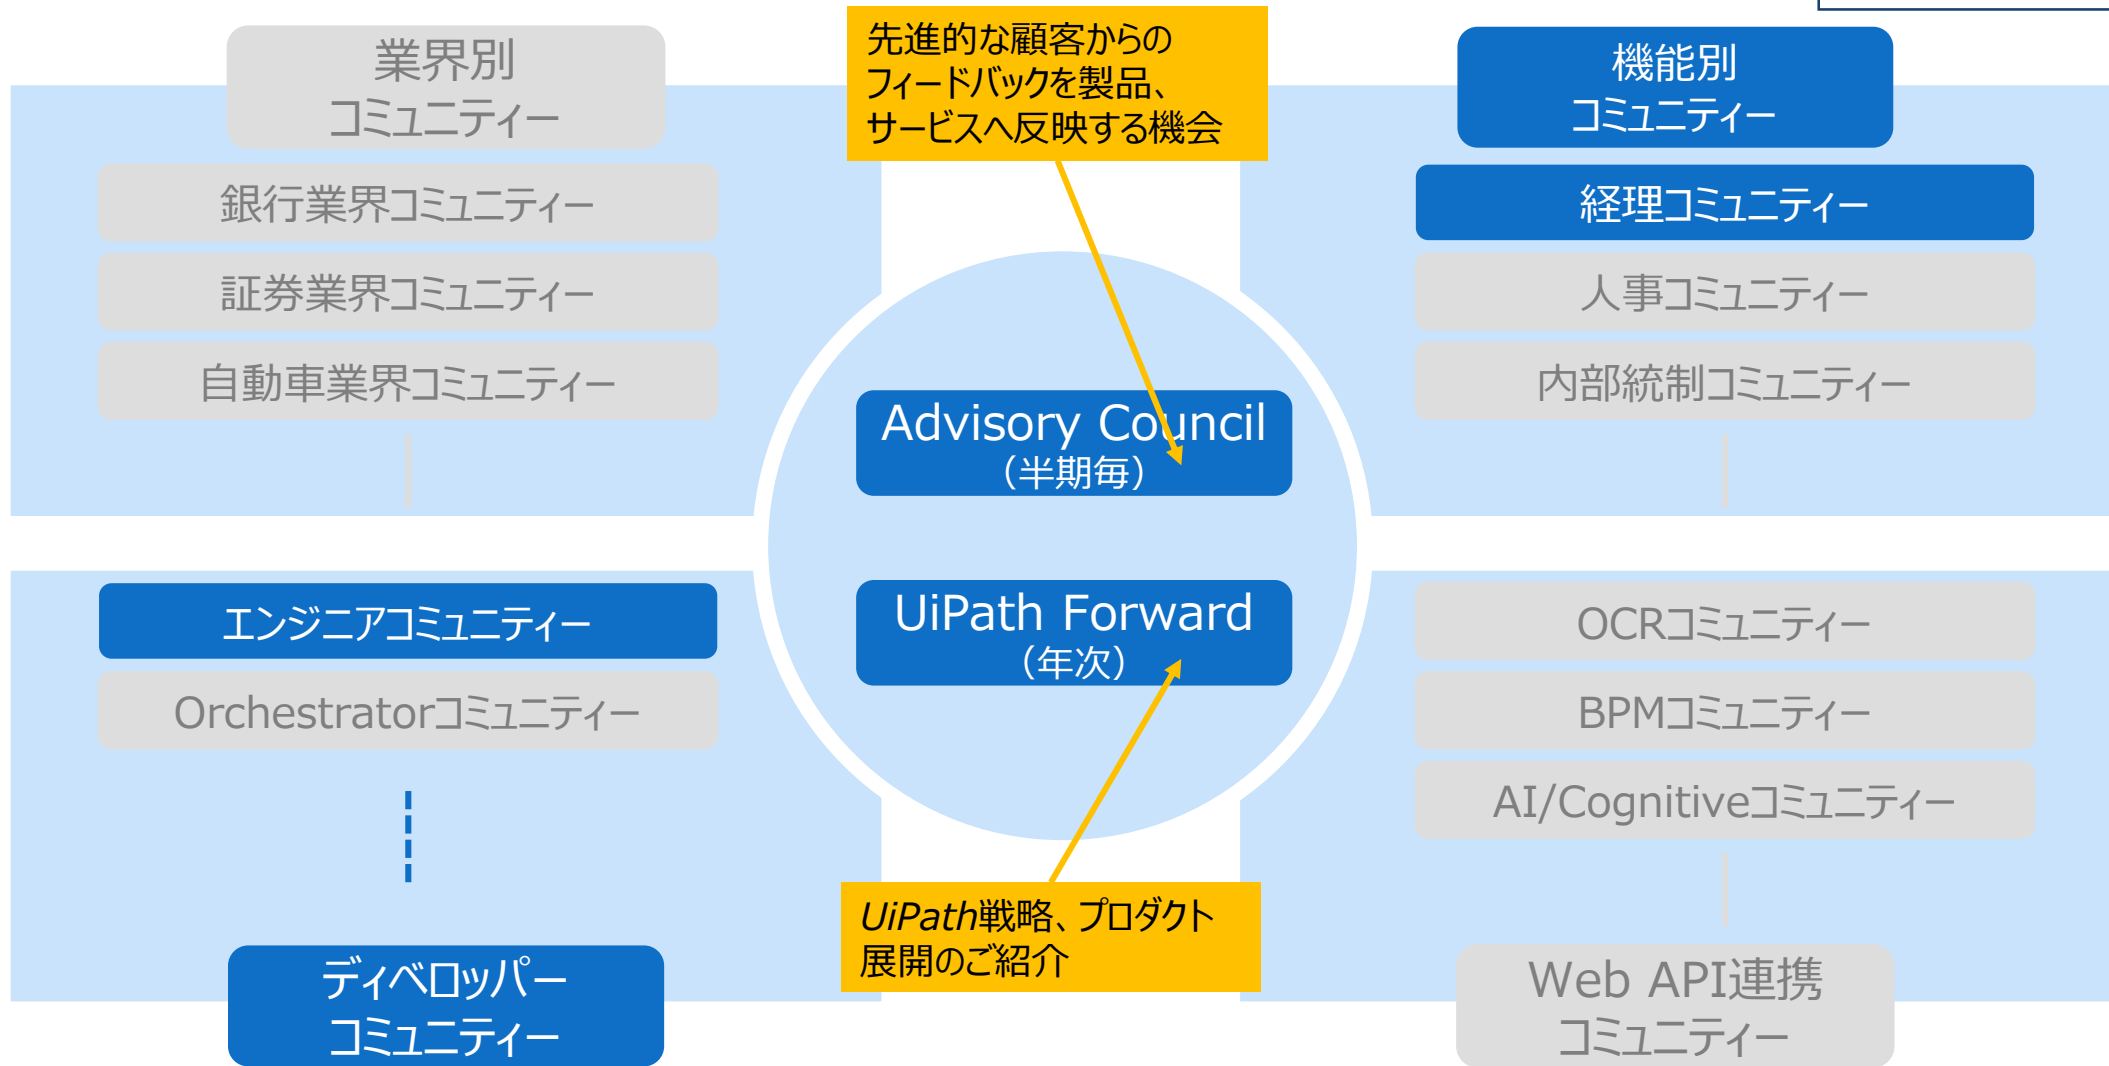 業界別
コミュニティー
銀行業界コミュニティー
証券業界コミュニティー
自動車業界コミュニティー
先進的な顧客からの
フィードバックを製品、
サービスへ反映する機会
機能別
コミュニティー
経理コミュニティー
人事コミュニティー
内部統制コミュニティー
Advisory Council
（半期毎）
UiPath Forward
（年次）
エンジニアコミュニティー
Orchestratorコミュニティー
ディベロッパー
コミュニティー
UiPath戦略、プロダクト
展開のご紹介
OCRコミュニティー
BPMコミュニティー
AI/Cognitiveコミュニティー
Web API連携
コミュニティー